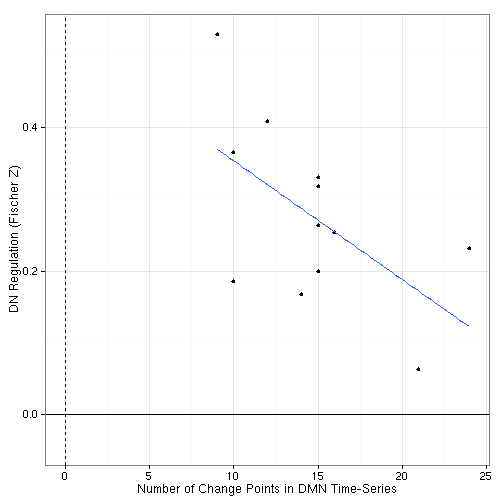 DN Regulation (Fischer Z)
0.4
0.2
0.0
0 5 10 15 20 25
Number of Change Points in DMN Time-Series